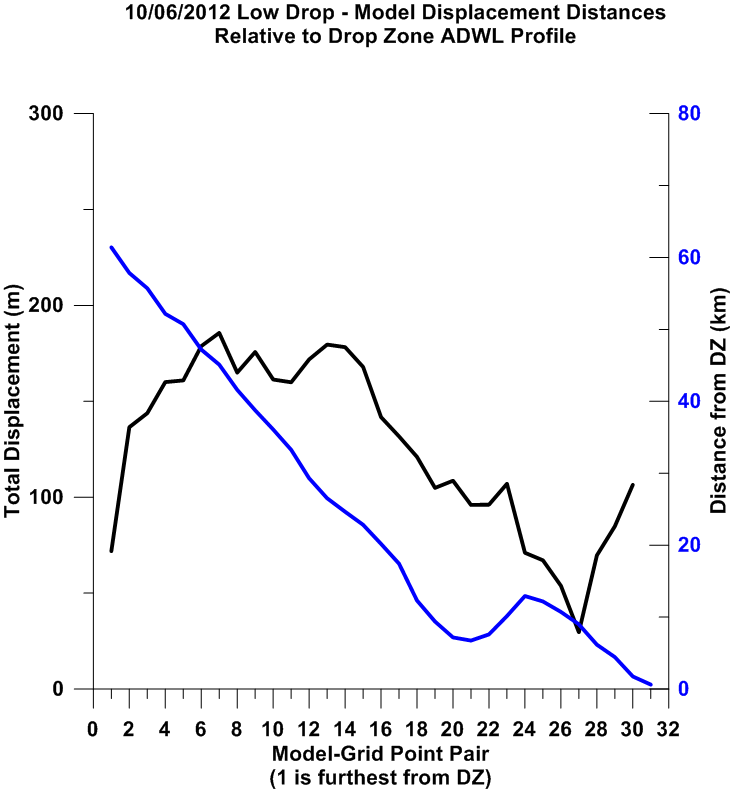 10/06/2012 Low Drop - Model Displacement Distances
Relative to Drop Zone ADWL Profile
300
200
100
0
Total Displacement (m)
80
60
40
20
0
Distance from DZ (km)
0 2 4 6 8 10 12 14 16 18 20 22 24 26 28 30 32
Model-Grid Point Pair
(1 is furthest from DZ)